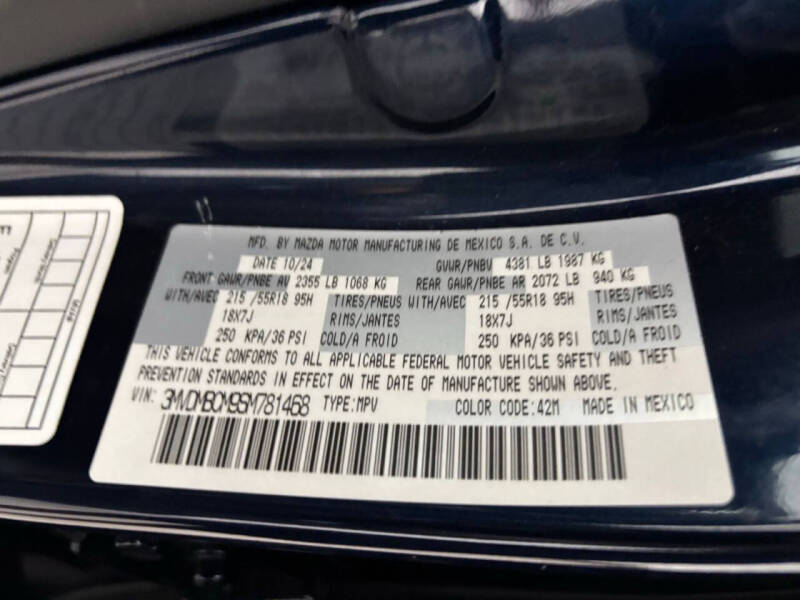 MFD. BY MAZDA MOTOR MANUFACTURING DE MEXICO S.A. DE C.V.
DATE 10/24 GVWR/PNBV 4381 LB 1987 KG
FRONT GAWR/PNBE AV 2355 LB 1068 KG REAR GAWR/PNBE AR 2072 LB 940 KG
WITH/AVEC 215 /55R18 95H TIRES/PNEUS WITH/AVEC 215 /55R18 95H TIRES/PNEUS
18X7J RIMS/JANTES 18X7J RIMS/JANTES
250 KPA/36 PSI COLD/A FROID 250 KPA/36 PSI COLD/A FROID
THIS VEHICLE CONFORMS TO ALL APPLICABLE FEDERAL MOTOR VEHICLE SAFETY AND THEFT
PREVENTION STANDARDS IN EFFECT ON THE DATE OF MANUFACTURE SHOWN ABOVE.
VIN: 3MVDMBCM9SM781468 TYPE:MPV COLOR CODE:42M MADE IN MEXICO